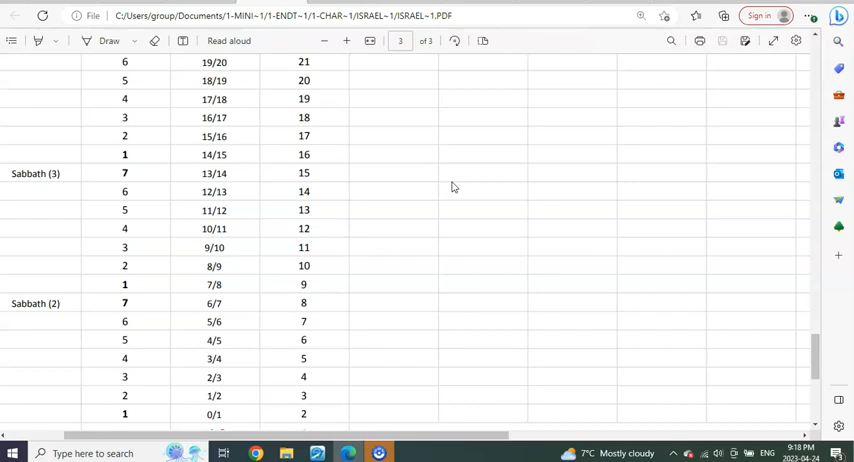 File
C:/Users/group/Documents/1-MINI~1/1-ENDT~1/1-CHAR~1/ISRAEL~1/ISRAEL~1.PDF
Sign in
Draw
Read aloud
3
of 3
6 19/20 21
5 18/19 20
4 17/18 19
3 16/17 18
2 15/16 17
1 14/15 16
Sabbath (3) 7 13/14 15
6 12/13 14
5 11/12 13
4 10/11 12
3 9/10 11
2 8/9 10
1 7/8 9
Sabbath (2) 7 6/7 8
6 5/6 7
5 4/5 6
4 3/4 5
3 2/3 4
2 1/2 3
1 0/1 2
Type here to search
7°C Mostly cloudy
ENG
9:18 PM
2023-04-24
3